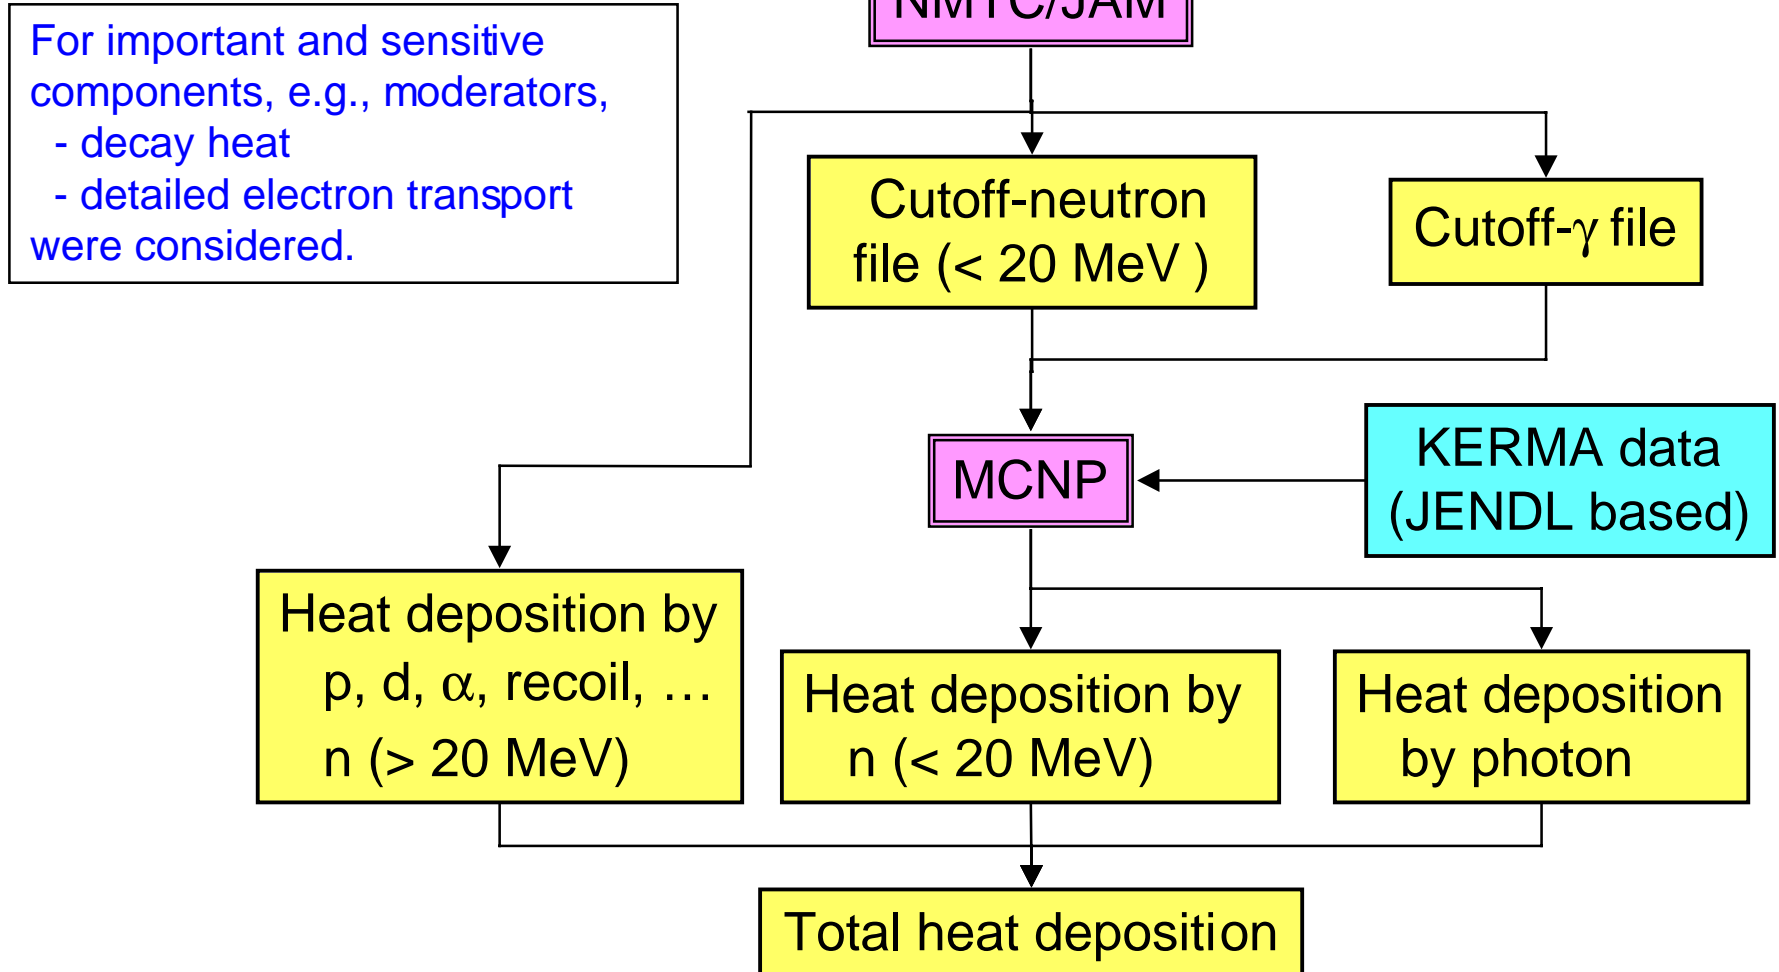 For important and sensitive
components, e.g., moderators,
- decay heat
- detailed electron transport
were considered.
NMTC/JAM
Cutoff-neutron
file (< 20 MeV )
Cutoff-γ file
MCNP
KERMA data
(JENDL based)
Heat deposition by
p, d, α, recoil, …
n (> 20 MeV)
Heat deposition by
n (< 20 MeV)
Heat deposition
by photon
Total heat deposition